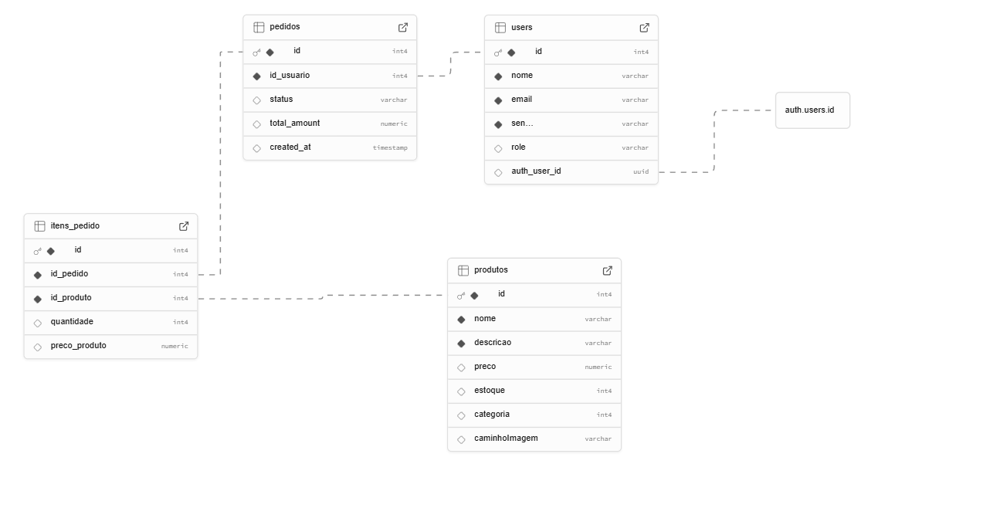 pedidos
id int4
id_usuario int4
status varchar
total_amount numeric
created_at timestamp
users
id int4
nome varchar
email varchar
sen... varchar
role varchar
auth_user_id uuid
auth.users.id
itens_pedido
id int4
id_pedido int4
id_produto int4
quantidade int4
preco_produto numeric
produtos
id int4
nome varchar
descricao varchar
preco numeric
estoque int4
categoria int4
caminhoImagem varchar